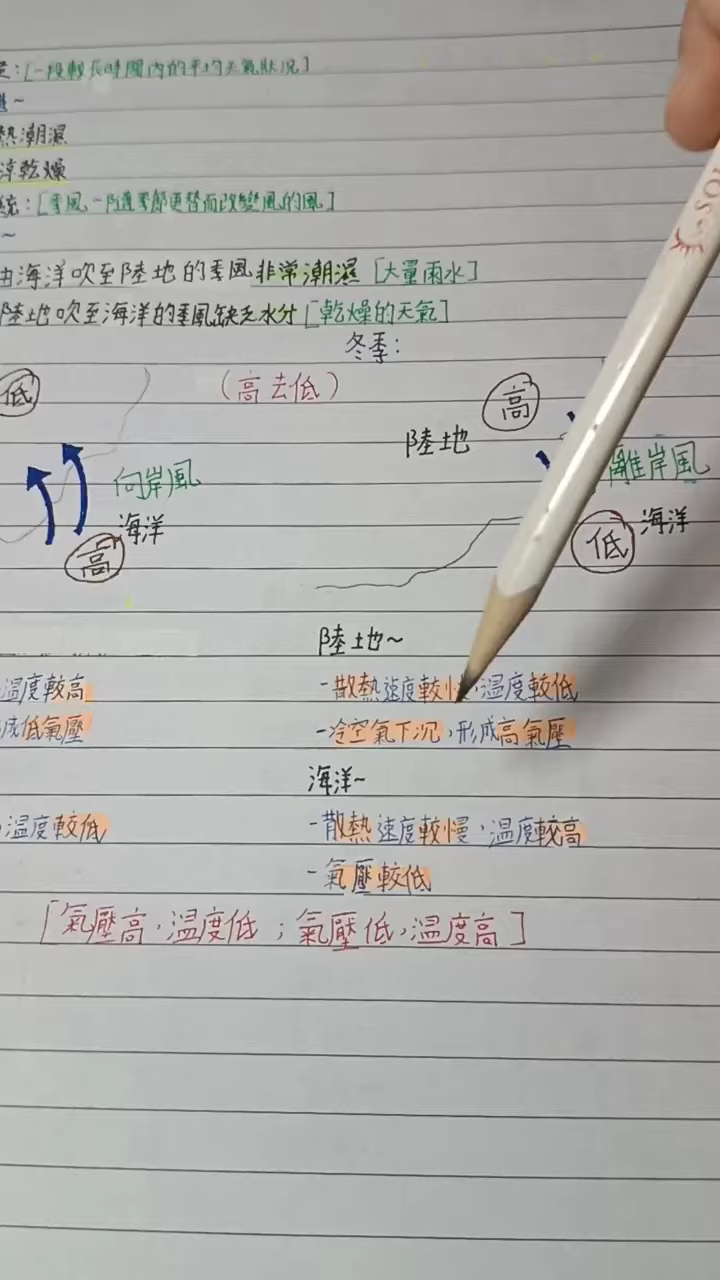 :[一段較長時間內的平均天氣狀況]
~
熱潮濕
乾燥
統:[季風-隨季節更替而改變風的風]
~
由海洋吹至陸地的季風非常潮濕[大量雨水]
陸地吹至海洋的季風缺乏水分[乾燥的天氣]
冬季:
低
(高去低)
高
陸地
向岸風
離岸風
海洋
海洋
高
低
陸地~
溫度較高
-散熱速度較,溫度較低
成低氣壓
-冷空氣下沉,形成高氣壓
海洋~
,溫度較低
-散熱速度較慢,溫度較高
-氣壓較低
[氣壓高,溫度低;氣壓低,溫度高]